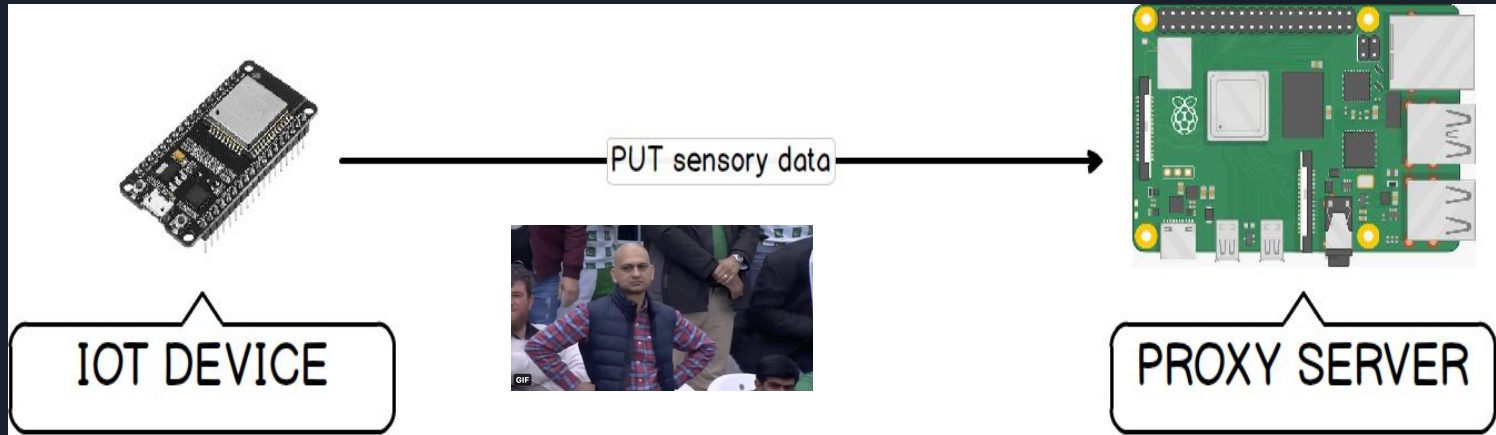 PUT sensory data
GIF
IOT DEVICE
PROXY SERVER